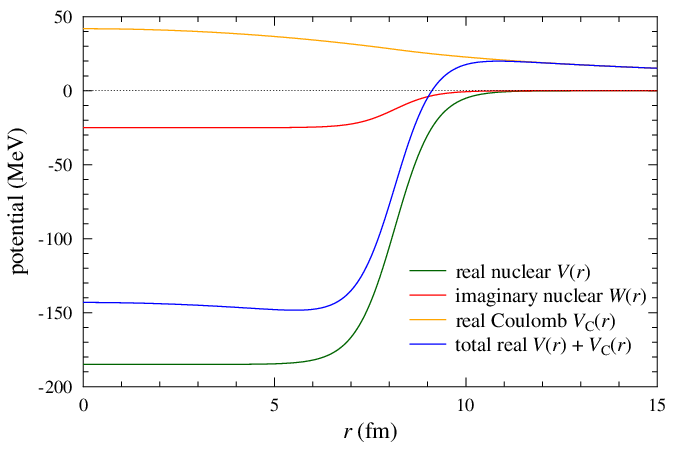 50
0
-50
-100
-150
-200
potential (MeV)
real nuclear V(r)
imaginary nuclear W(r)
real Coulomb V_C(r)
total real V(r) + V_C(r)
0 5 10 15
r (fm)